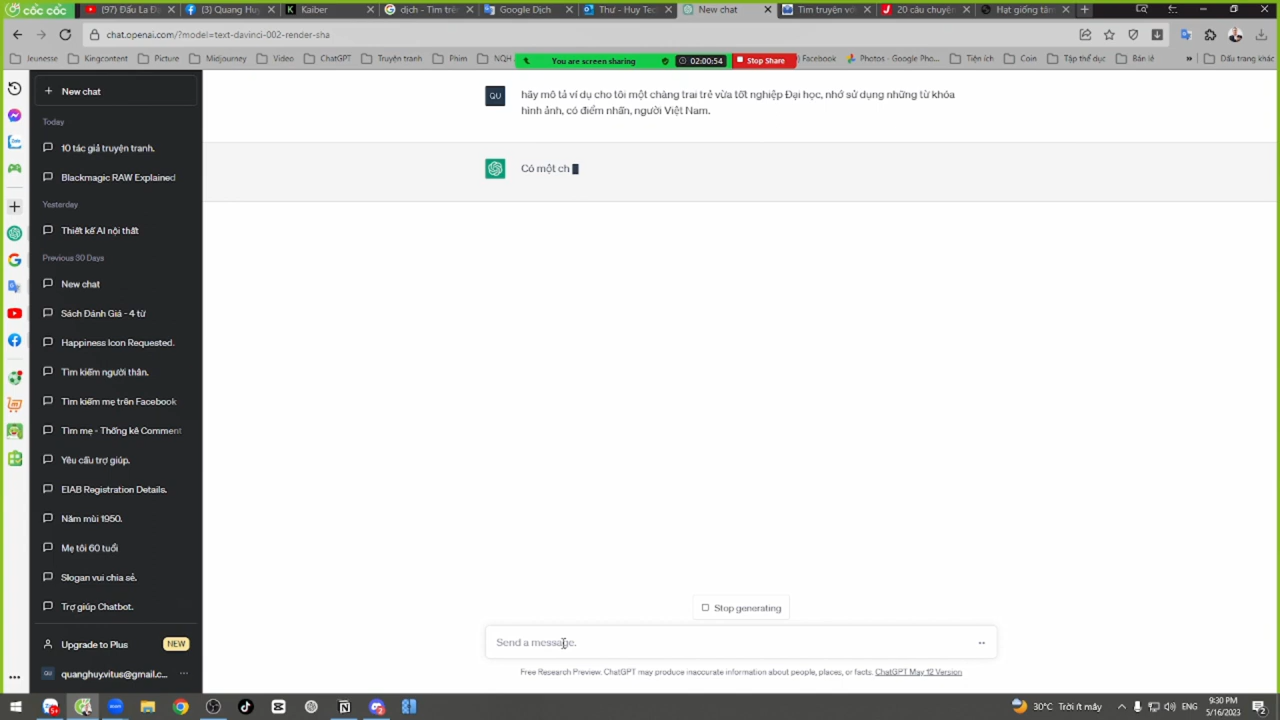 cốc cốc
(97) Đấu La Đ
(3) Quang Huy
Kaiber
dịch - Tìm trên
Google Dịch
Thư - Huy Tec
New chat
Tìm truyện với
20 câu chuyện
Hạt giống tâm
chat.openai.com/?model=text-davinci-002-render-sha
Jeunesse
Kingcontent
Picture
Midjourney
Video
ChatGPT
Truyện tranh
Phim
NQH
You are screen sharing
02:00:54
Stop Share
Facebook
Photos - Google Pho...
Tiện ích
Coin
Tập thể dục
Bán lẻ
»
Dấu trang khác
+ New chat
Today
10 tác giả truyện tranh.
Blackmagic RAW Explained
Yesterday
Thiết kế AI nội thất
Previous 30 Days
New chat
Sách Đánh Giá - 4 từ
Happiness Icon Requested.
Tìm kiếm người thân.
Tìm kiếm mẹ trên Facebook
Tìm mẹ - Thống kê Comment
Yêu cầu trợ giúp.
EIAB Registration Details.
Năm mùi 1950.
Mẹ tôi 60 tuổi
Slogan vui chia sẻ.
Trợ giúp Chatbot.
Upgrade to Plus
NEW
QU
quoghuyvietnam@gmail....
QU
hãy mô tả ví dụ cho tôi một chàng trai trẻ vừa tốt nghiệp Đại học, nhớ sử dụng những từ khóa
hình ảnh, có điểm nhấn, người Việt Nam.
Có một ch
Stop generating
Send a message.
Free Research Preview. ChatGPT may produce inaccurate information about people, places, or facts. ChatGPT May 12 Version
zoom
30°C Trời ít mây
ENG
9:30 PM
5/16/2023
2